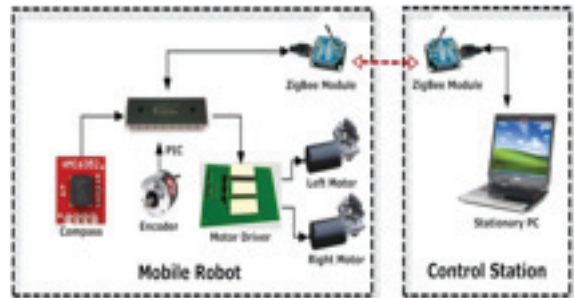 ZigBee Module
ZigBee Module
PIC
HMC6352
Compass
Encoder
Motor Driver
Left Motor
Right Motor
Stationary PC
Mobile Robot
Control Station